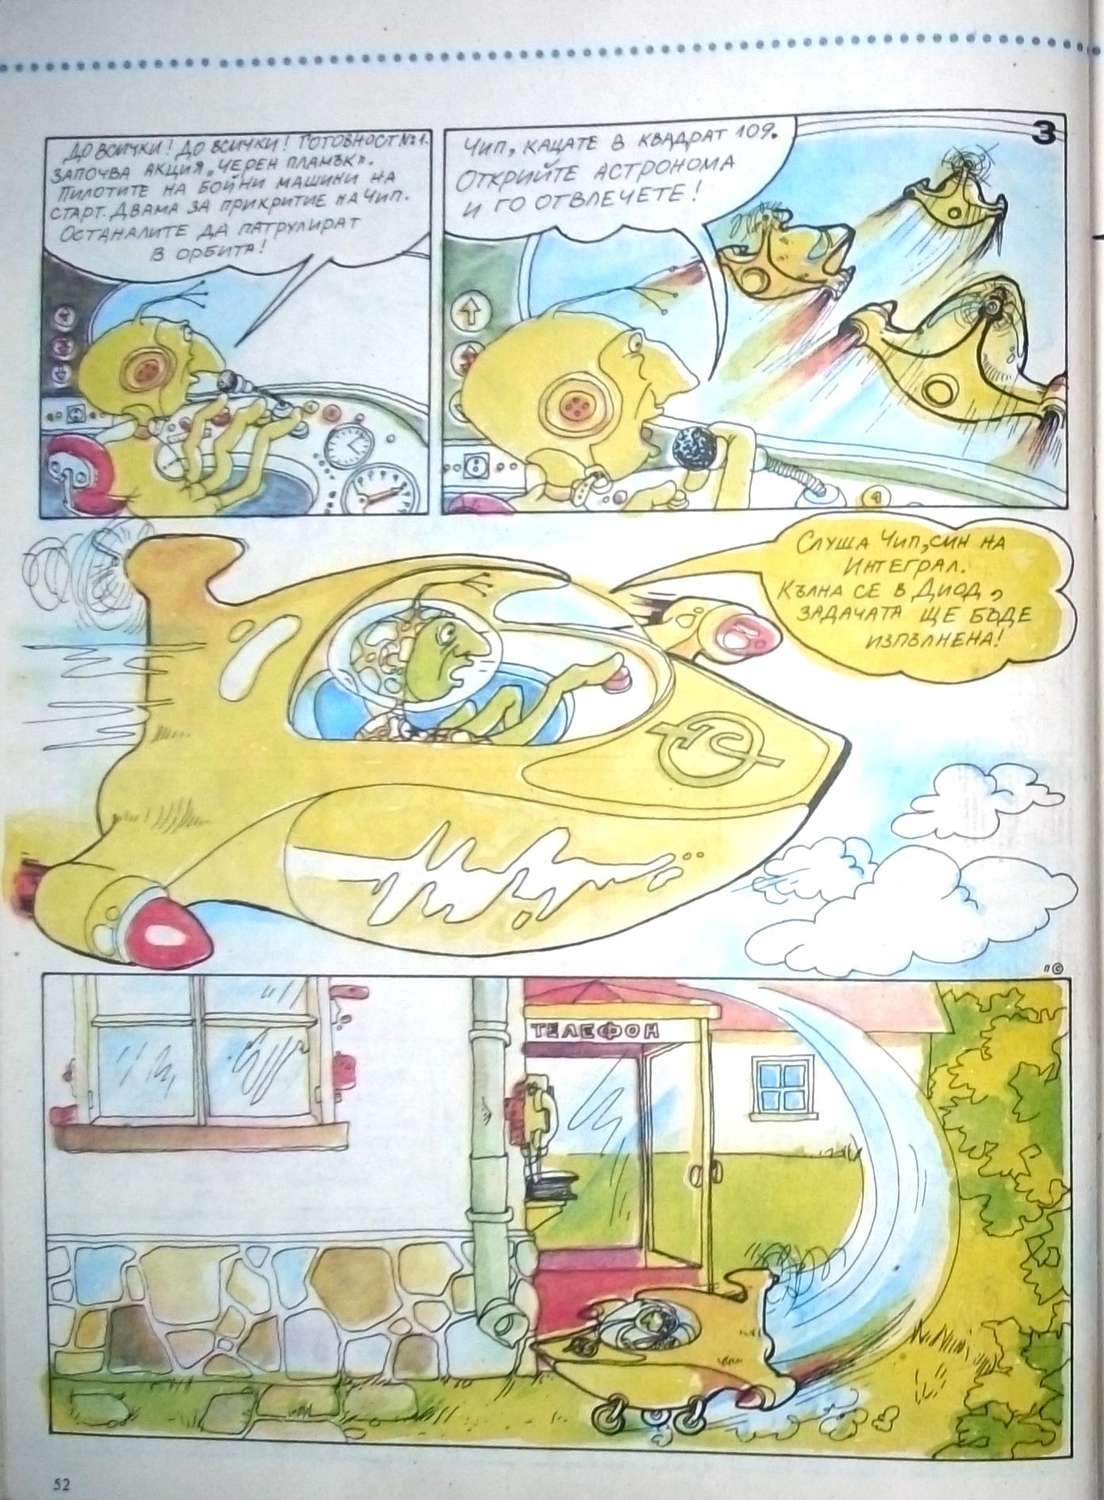 3
ДО ВСИЧКИ! ДО ВСИЧКИ! ГОТОВНОСТ №1.
ЗАПОЧВА АКЦИЯ „ЧЕРЕН ПЛАМЪК".
ПИЛОТИТЕ НА БОЙНИ МАШИНИ НА
СТАРТ. ДВАМА ЗА ПРИКРИТИЕ НА ЧИП.
ОСТАНАЛИТЕ ДА ПАТРУЛИРАТ
В ОРБИТА!
ЧИП, КАЦАТЕ В КВАДРАТ 109.
ОТКРИЙТЕ АСТРОНОМА
И ГО ОТВЛЕЧЕТЕ!
СЛУША ЧИП, СИН НА
ИНТЕГРАЛ.
КЪЛНА СЕ В ДИОД,
ЗАДАЧАТА ЩЕ БЪДЕ
ИЗПЪЛНЕНА!
ТЕЛЕФОН
52